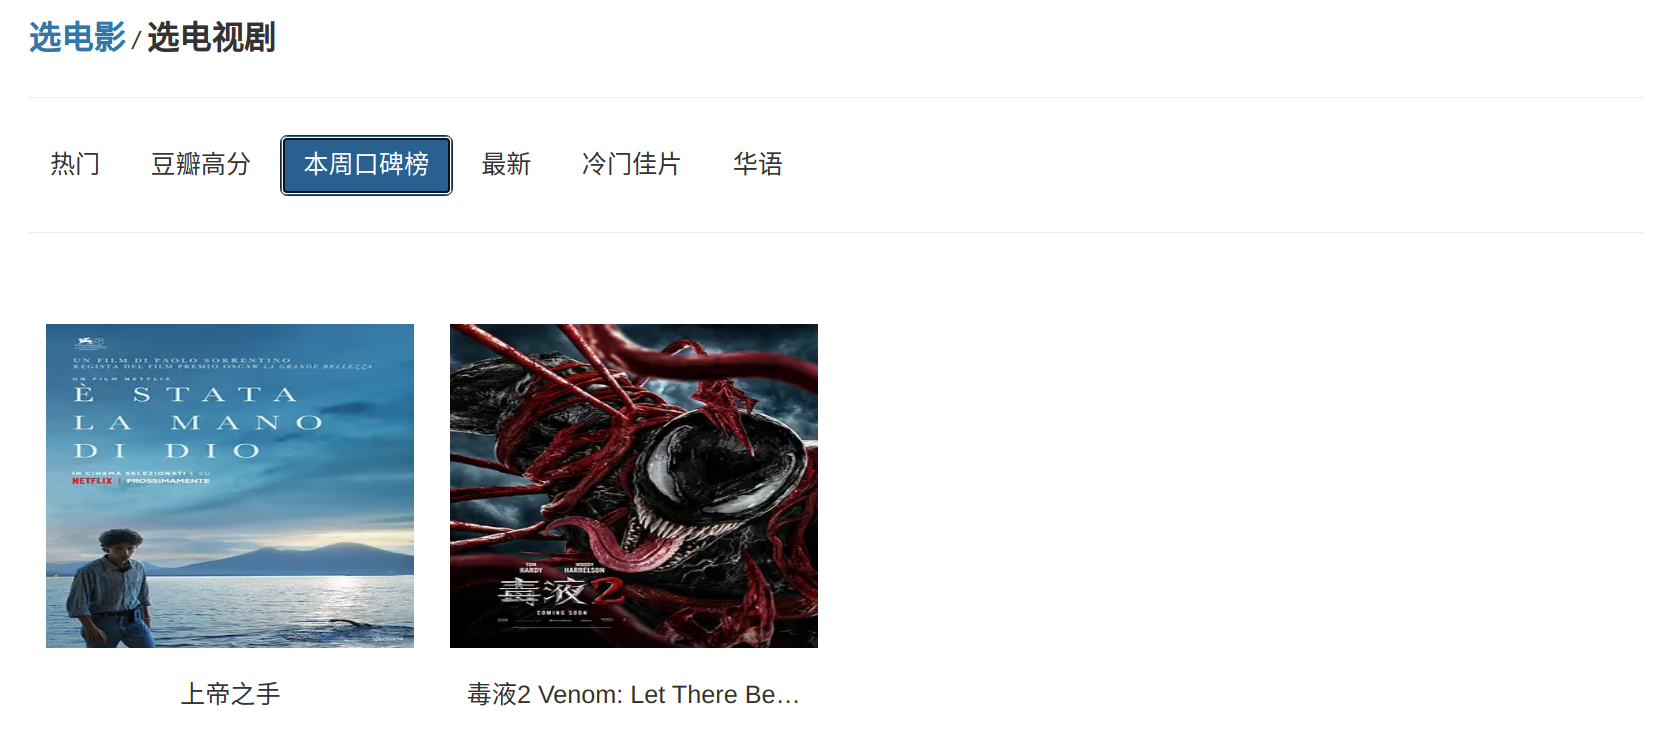 选电影 / 选电视剧
热门 豆瓣高分 本周口碑榜 最新 冷门佳片 华语
UN FILM DI PAOLO SORRENTINO
REGISTA DEL FILM PREMIO OSCAR LA GRANDE BELLEZZA
UN FILM NETFLIX
È STATA
LA MANO
DI DIO
IN CINEMA SELEZIONATI E SU
NETFLIX | PROSSIMAMENTE
TOM HARDY WOODY HARRELSON
毒液2
COMING SOON
上帝之手
毒液2 Venom: Let There Be...